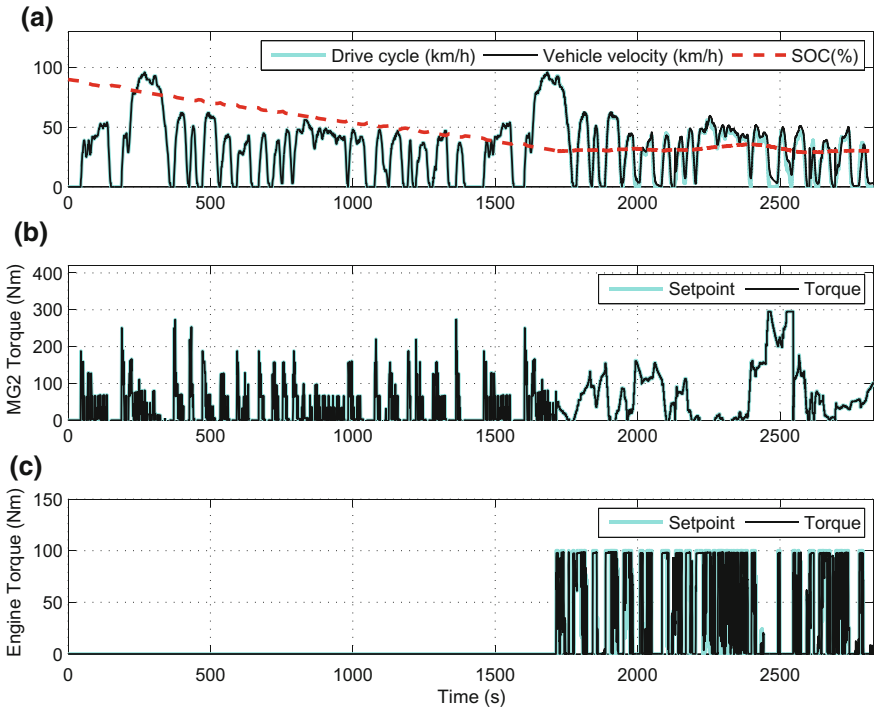 (a)
100
50
0
Drive cycle (km/h) Vehicle velocity (km/h) SOC(%)
0 500 1000 1500 2000 2500
(b)
MG2 Torque (Nm)
400
300
200
100
0
Setpoint Torque
0 500 1000 1500 2000 2500
(c)
Engine Torque (Nm)
150
100
50
0
Setpoint Torque
0 500 1000 1500 2000 2500
Time (s)